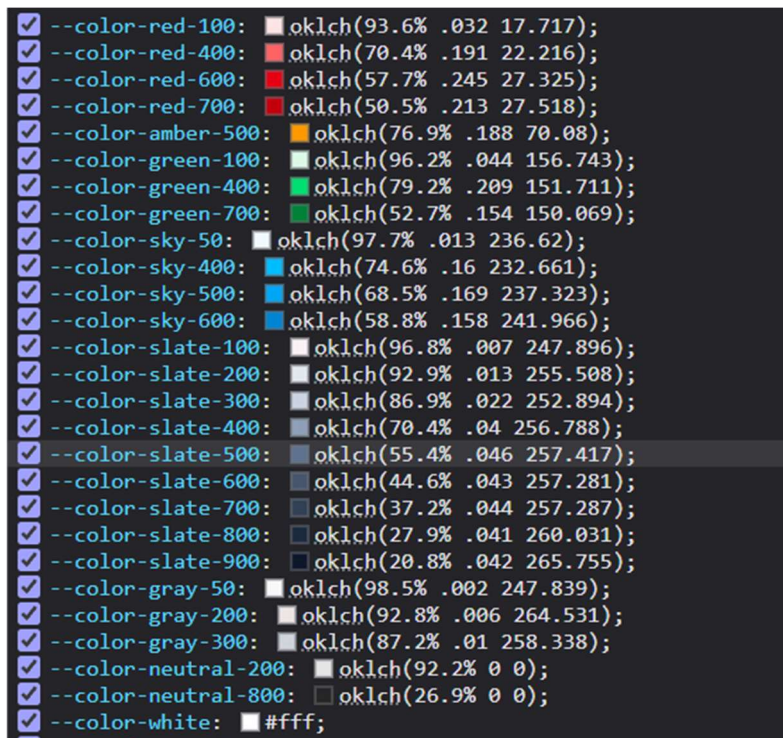 --color-red-100: oklch(93.6% .032 17.717);
--color-red-400: oklch(70.4% .191 22.216);
--color-red-600: oklch(57.7% .245 27.325);
--color-red-700: oklch(50.5% .213 27.518);
--color-amber-500: oklch(76.9% .188 70.08);
--color-green-100: oklch(96.2% .044 156.743);
--color-green-400: oklch(79.2% .209 151.711);
--color-green-700: oklch(52.7% .154 150.069);
--color-sky-50: oklch(97.7% .013 236.62);
--color-sky-400: oklch(74.6% .16 232.661);
--color-sky-500: oklch(68.5% .169 237.323);
--color-sky-600: oklch(58.8% .158 241.966);
--color-slate-100: oklch(96.8% .007 247.896);
--color-slate-200: oklch(92.9% .013 255.508);
--color-slate-300: oklch(86.9% .022 252.894);
--color-slate-400: oklch(70.4% .04 256.788);
--color-slate-500: oklch(55.4% .046 257.417);
--color-slate-600: oklch(44.6% .043 257.281);
--color-slate-700: oklch(37.2% .044 257.287);
--color-slate-800: oklch(27.9% .041 260.031);
--color-slate-900: oklch(20.8% .042 265.755);
--color-gray-50: oklch(98.5% .002 247.839);
--color-gray-200: oklch(92.8% .006 264.531);
--color-gray-300: oklch(87.2% .01 258.338);
--color-neutral-200: oklch(92.2% 0 0);
--color-neutral-800: oklch(26.9% 0 0);
--color-white: #fff;